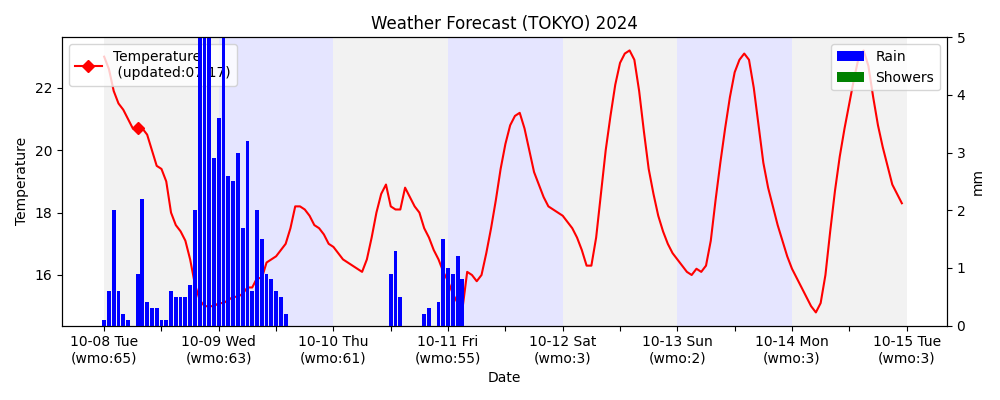 Weather Forecast (TOKYO) 2024
Temperature
(updated:07:17)
Rain
Showers
Temperature
22
20
18
16
5
4
3
2
1
0
mm
10-08 Tue
(wmo:65)
10-09 Wed
(wmo:63)
10-10 Thu
(wmo:61)
10-11 Fri
(wmo:55)
10-12 Sat
(wmo:3)
10-13 Sun
(wmo:2)
10-14 Mon
(wmo:3)
10-15 Tue
(wmo:3)
Date